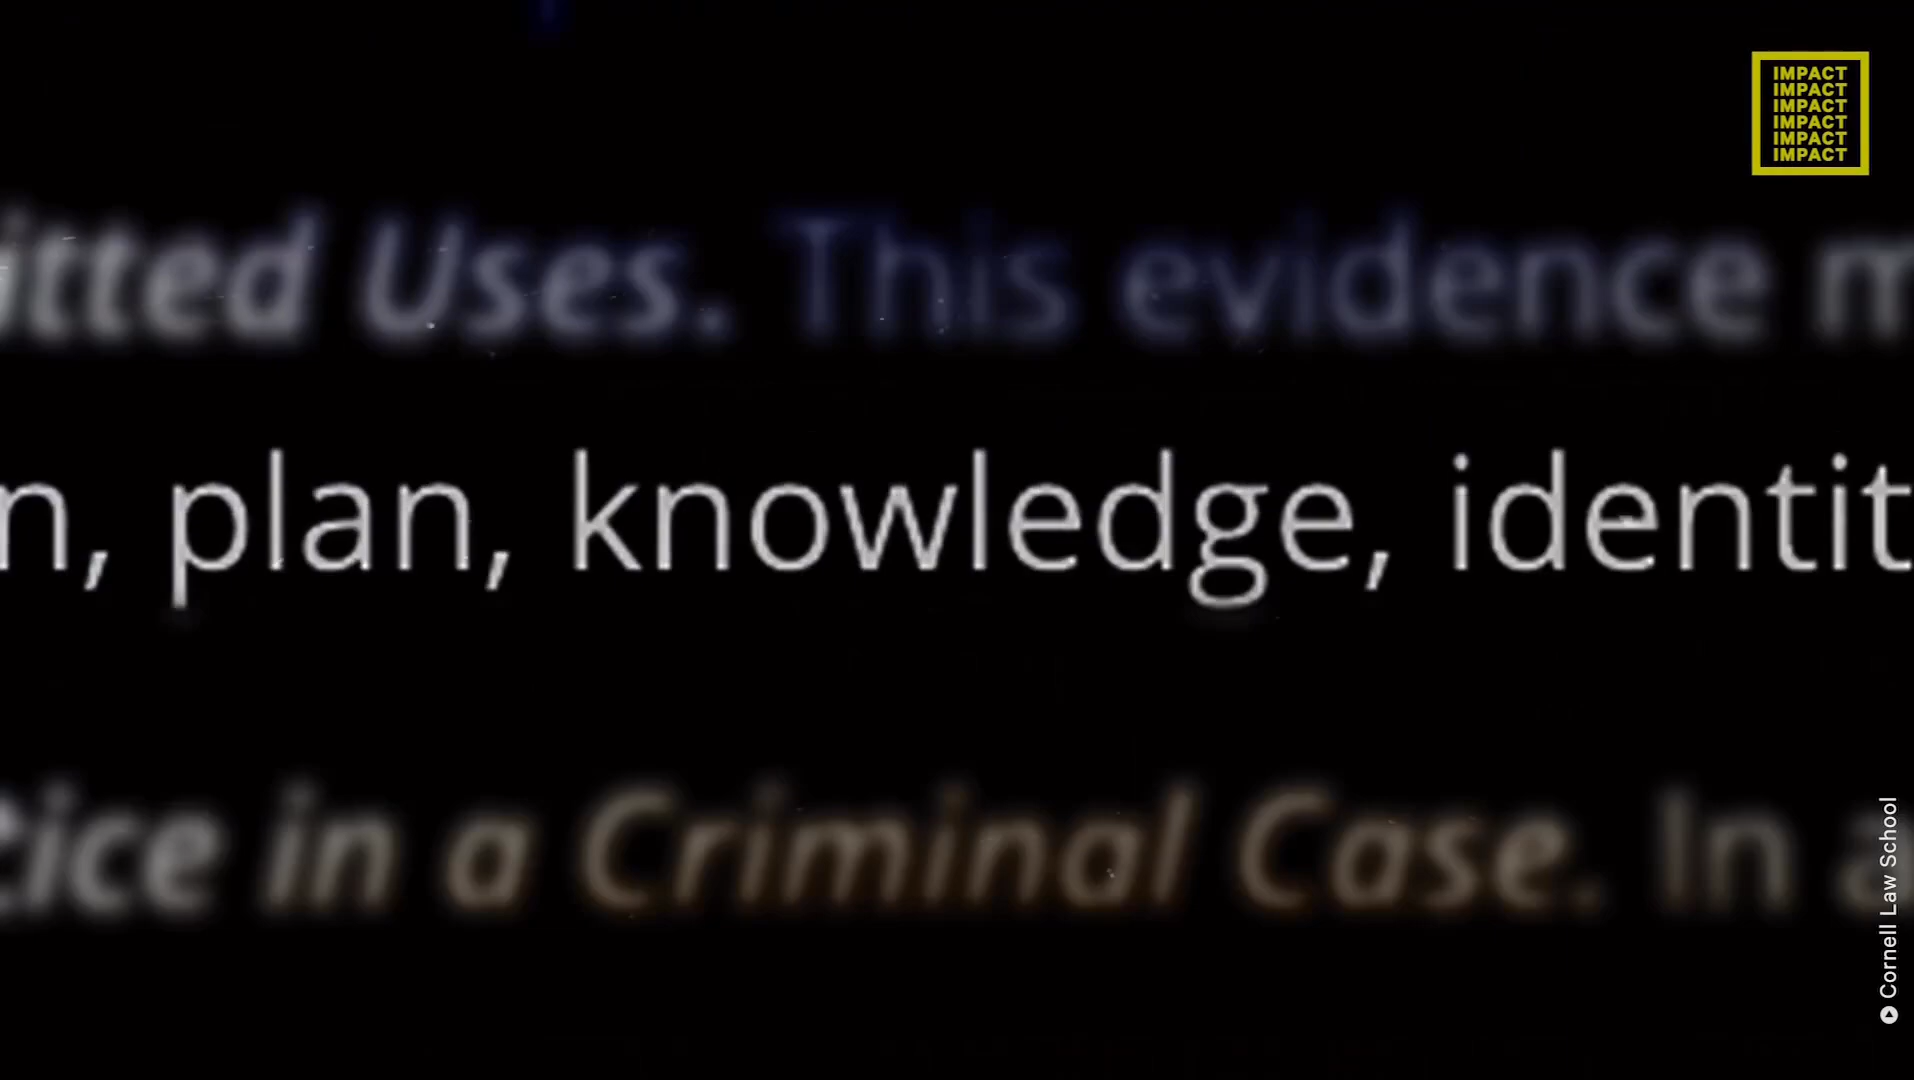 IMPACT
IMPACT
IMPACT
IMPACT
IMPACT
IMPACT
itted Uses. This evidence m
n, plan, knowledge, identit
tice in a Criminal Case. In a
Cornell Law School